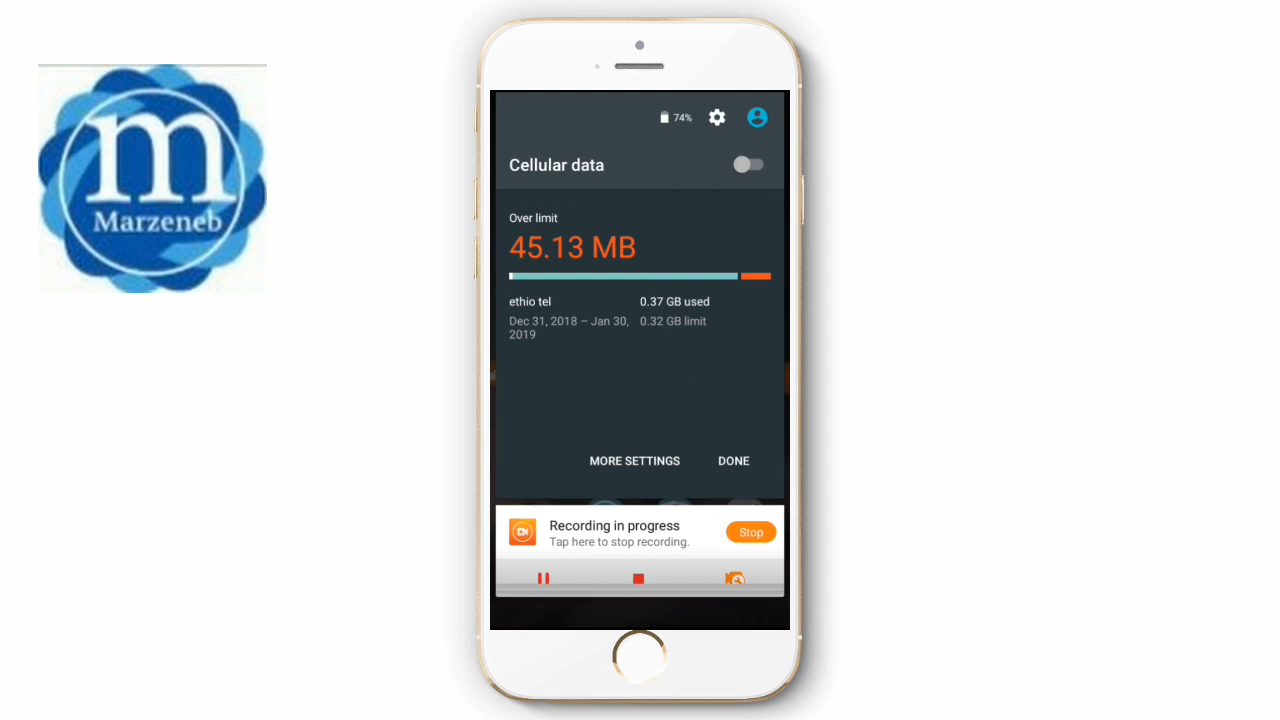 m
Marzeneb
74%
Cellular data
Over limit
45.13 MB
ethio tel
0.37 GB used
Dec 31, 2018 – Jan 30,
2019
0.32 GB limit
MORE SETTINGS
DONE
Recording in progress
Tap here to stop recording.
Stop